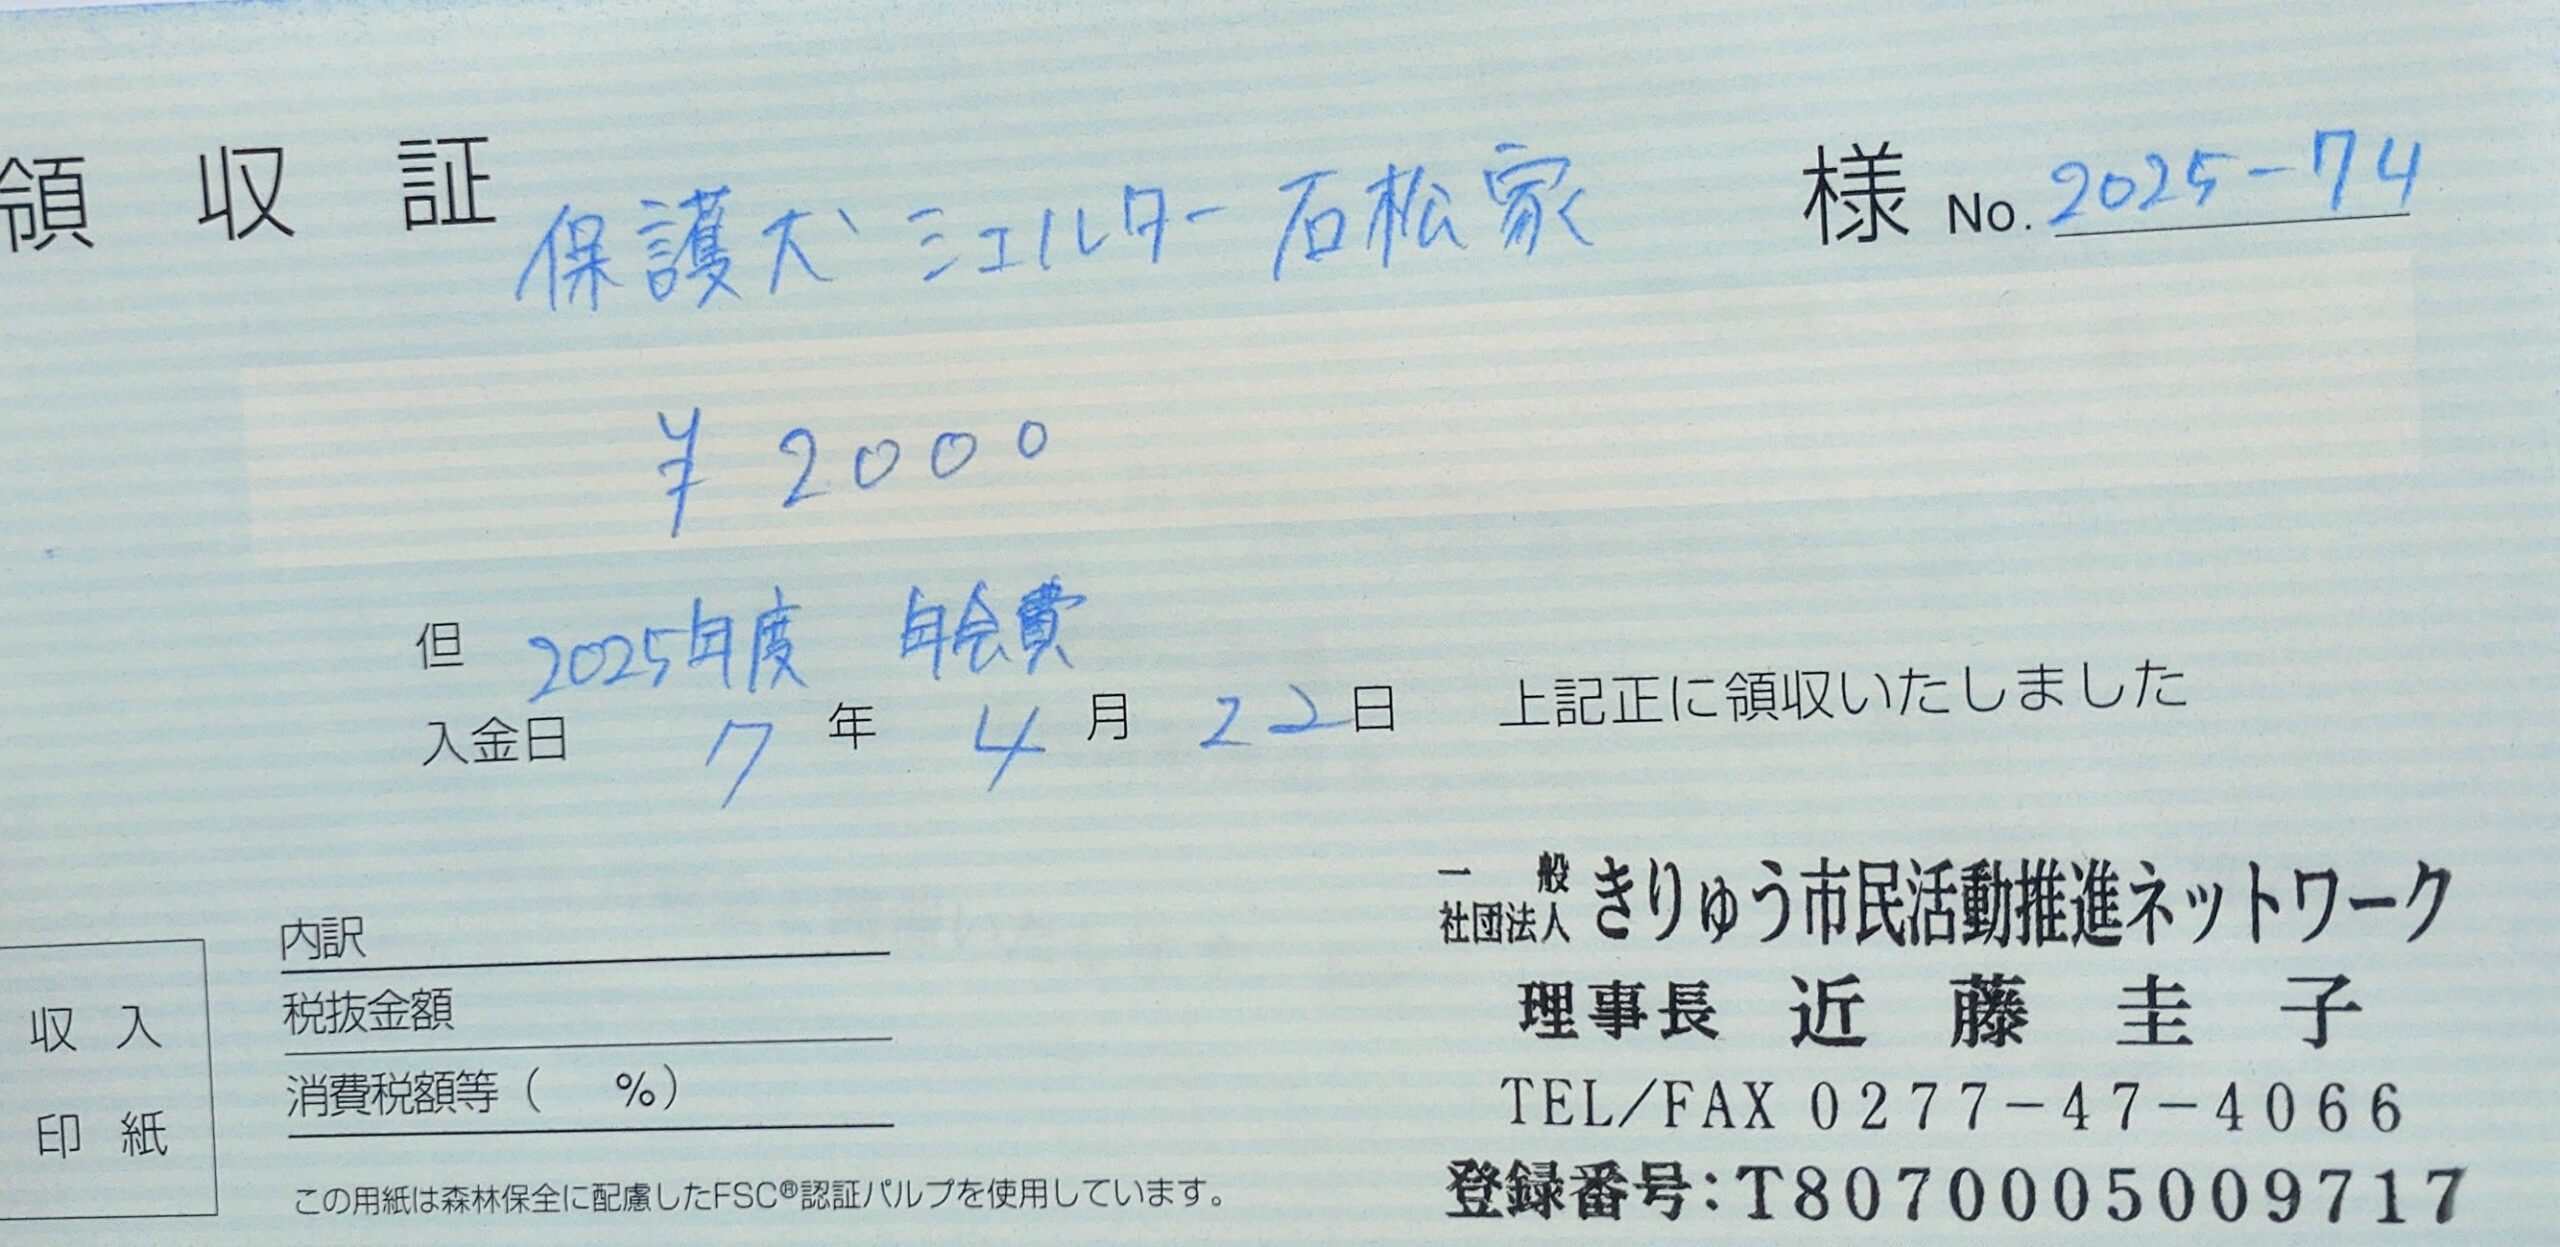 領収証 保護犬シェルター石松家 様 No. 2025-74
¥2000
但 2025年度 年会費
入金日 7年 4月 22日 上記正に領収いたしました
収入
印紙
内訳
税抜金額
消費税額等( %)
この用紙は森林保全に配慮したFSC®認証パルプを使用しています。
一般社団法人 きりゅう市民活動推進ネットワーク
理事長 近藤圭子
TEL/FAX 0277-47-4066
登録番号:T8070005009717